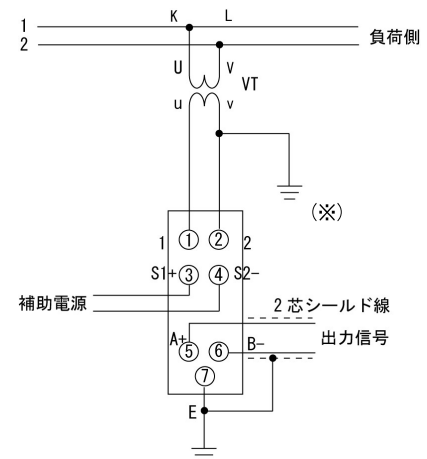 K L
1
2
負荷側
U V
VT
u v
(※)
1 ① ② 2
S1+ ③ ④ S2-
補助電源
2芯シールド線
A+
⑤ ⑥ B-
出力信号
⑦
E